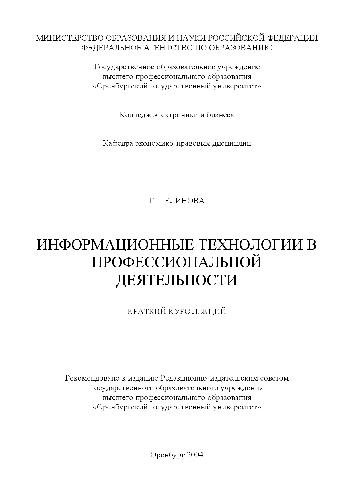 МИНИСТЕРСТВО ОБРАЗОВАНИЯ И НАУКИ РОССИЙСКОЙ ФЕДЕРАЦИИ
ФЕДЕРАЛЬНОЕ АГЕНТСТВО ПО ОБРАЗОВАНИЮ
Государственное образовательное учреждение
высшего профессионального образования
«Оренбургский государственный университет»
Колледж электроники и бизнеса
Кафедра экономико-правовых дисциплин
ИНФОРМАЦИОННЫЕ ТЕХНОЛОГИИ В
ПРОФЕССИОНАЛЬНОЙ
ДЕЯТЕЛЬНОСТИ
КРАТКИЙ КУРС ЛЕКЦИЙ
Рекомендовано к изданию Редакционно-издательским советом
государственного образовательного учреждения
высшего профессионального образования
«Оренбургский государственный университет»
Оренбург 2004